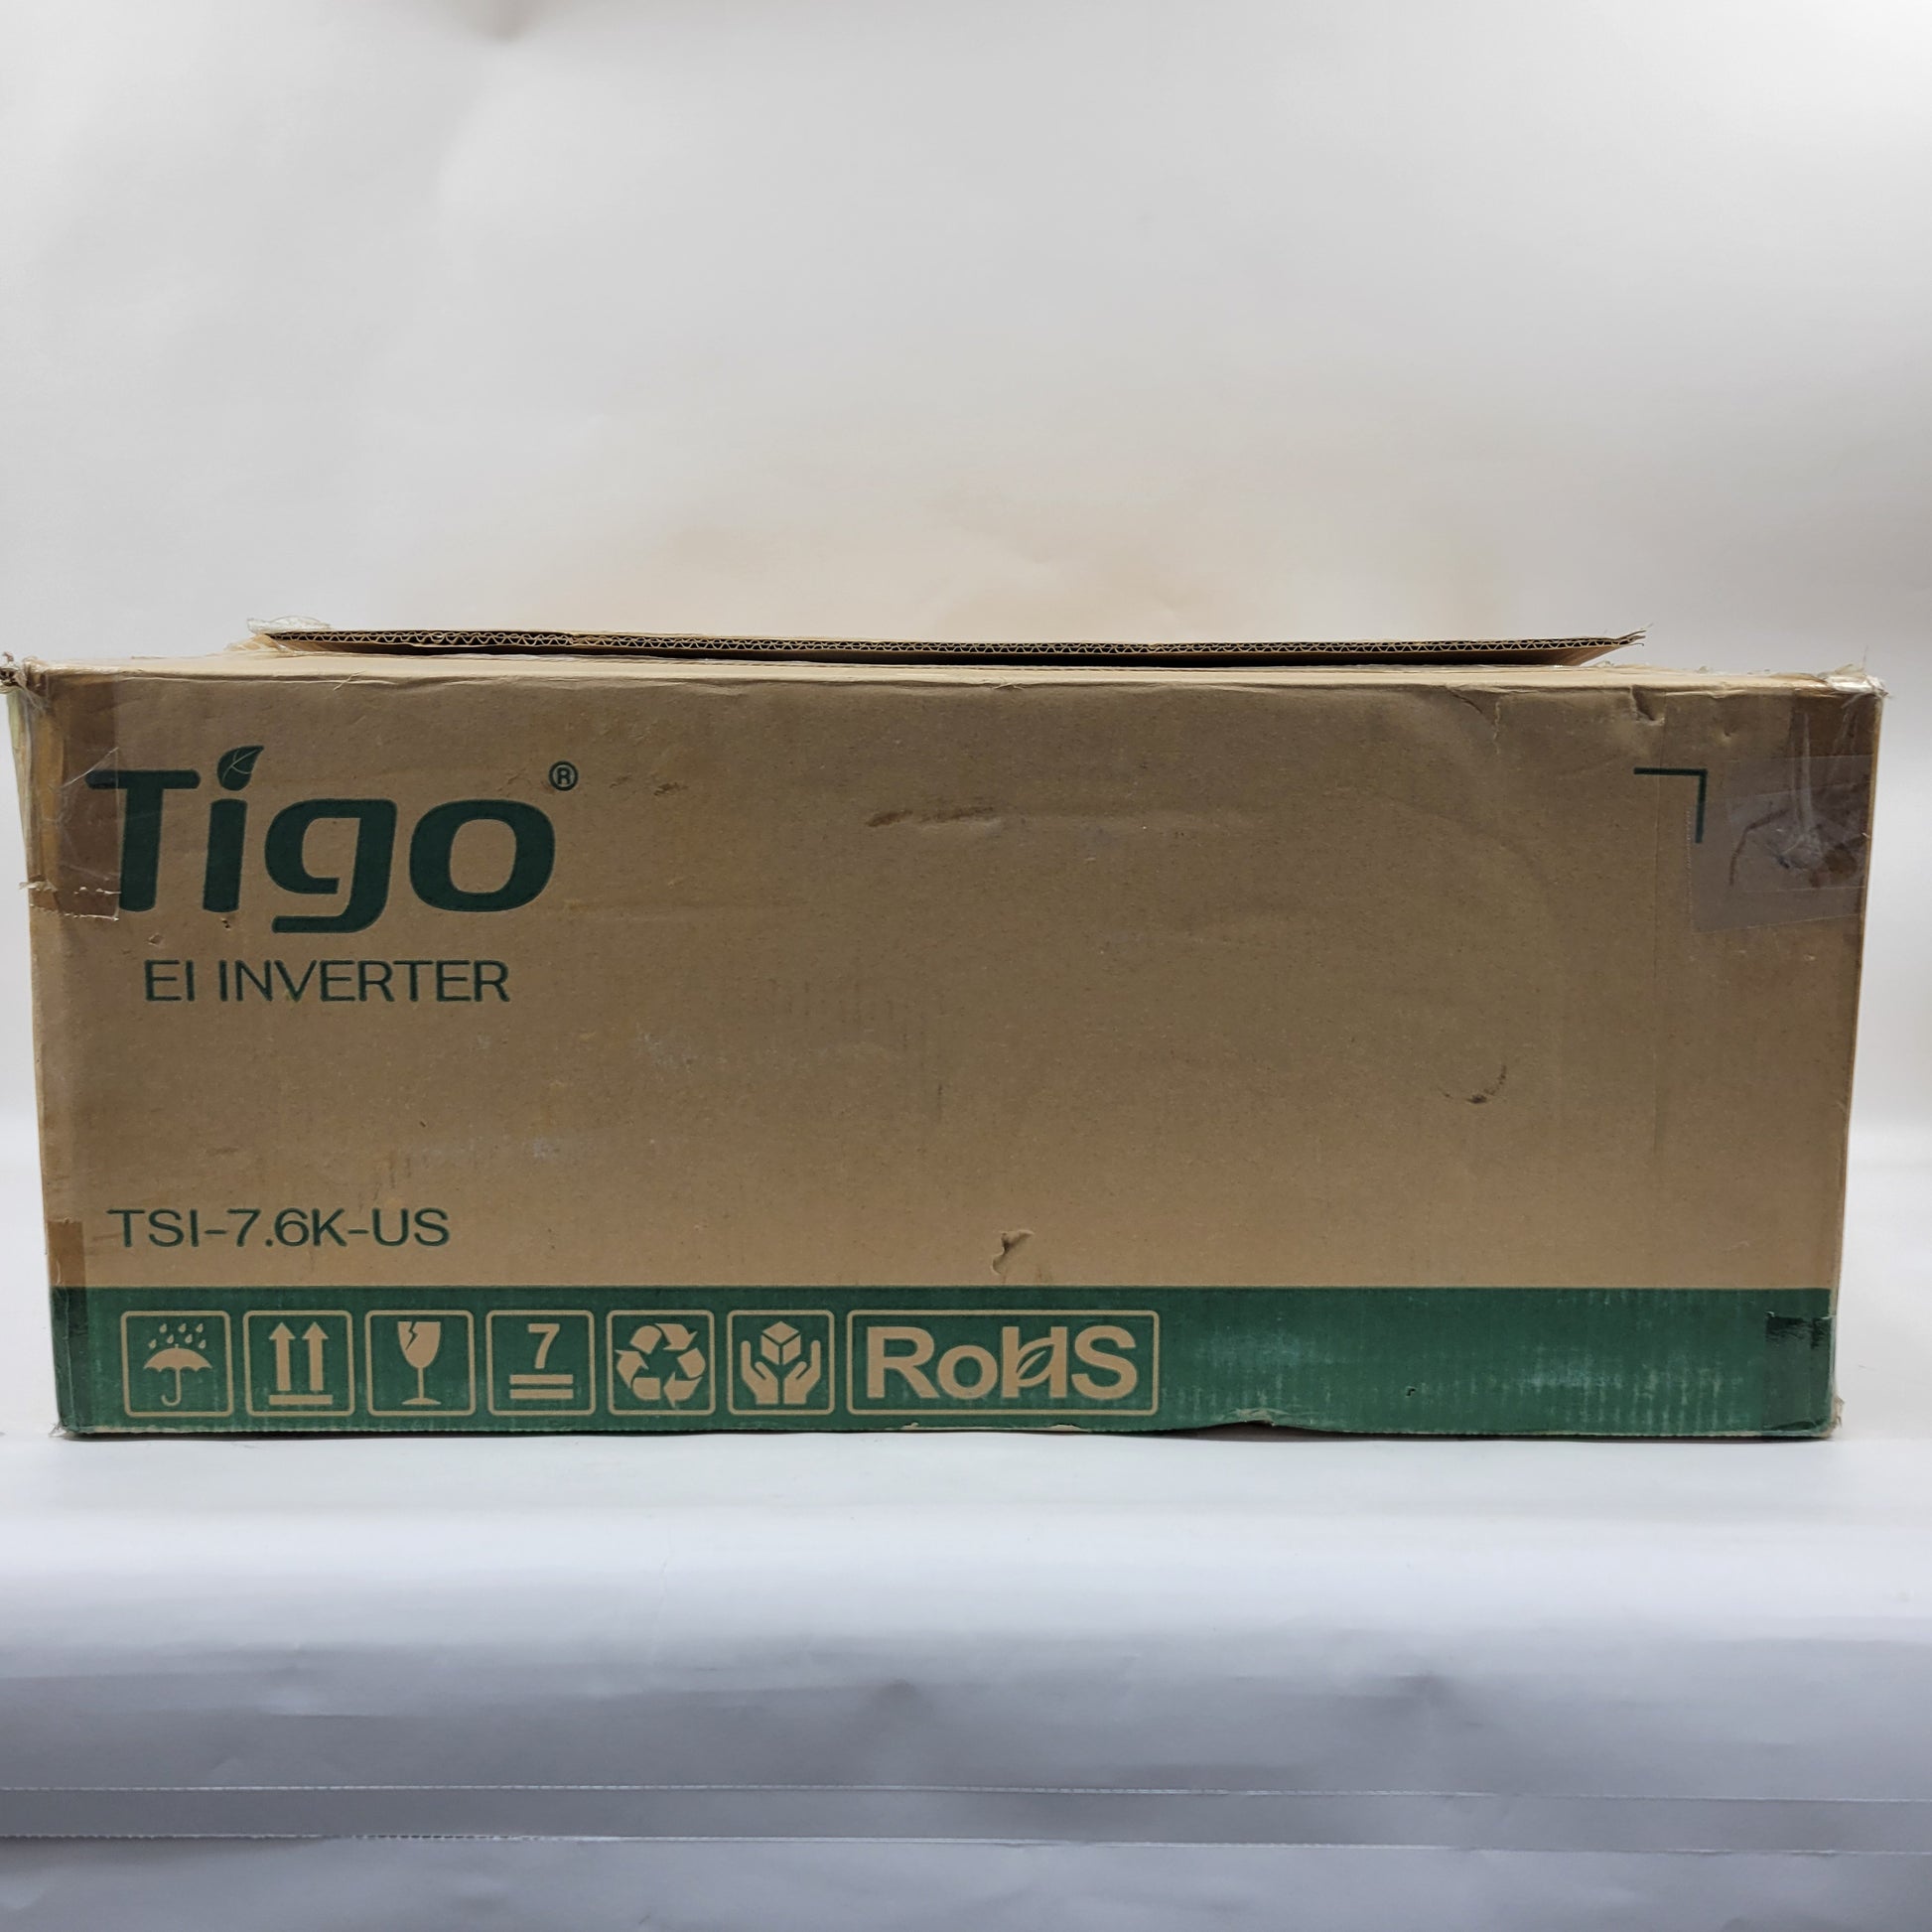 Tigo®
EI INVERTER
TSI-7.6K-US
7
RoHS